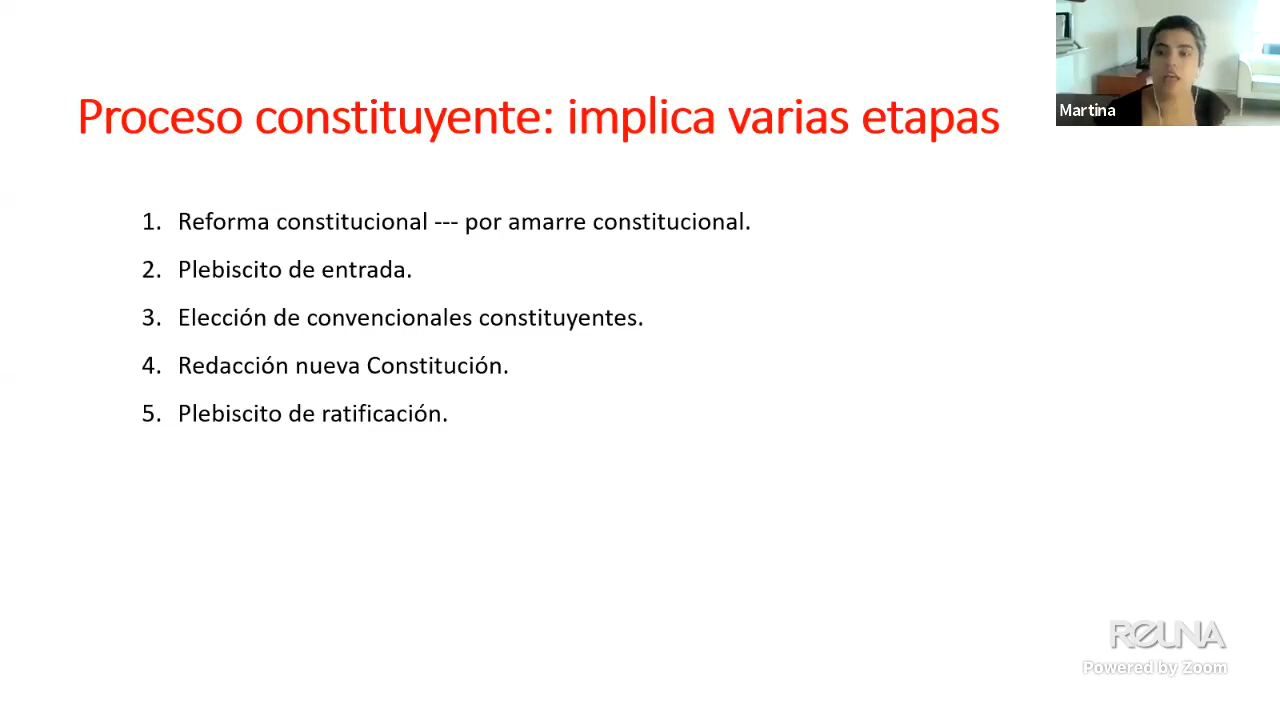 Proceso constituyente: implica varias etapas
Martina
1. Reforma constitucional --- por amarre constitucional.
2. Plebiscito de entrada.
3. Elección de convencionales constituyentes.
4. Redacción nueva Constitución.
5. Plebiscito de ratificación.
REUNA
Powered by Zoom